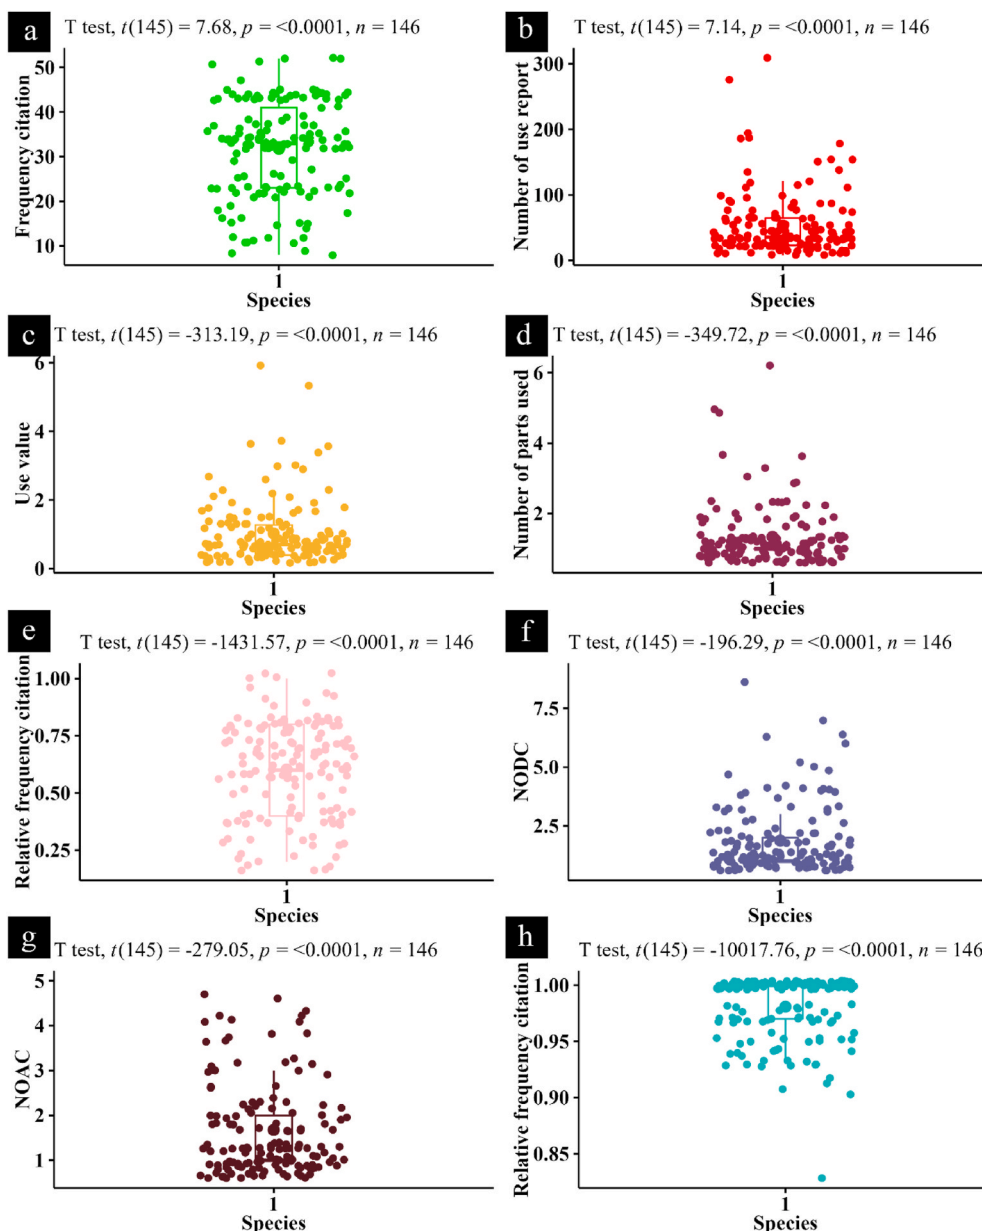 a
T test, t(145) = 7.68, p = <0.0001, n = 146
Frequency citation
50
40
30
20
10
1
Species
b
T test, t(145) = 7.14, p = <0.0001, n = 146
Number of use report
300
200
100
0
1
Species
c
T test, t(145) = -313.19, p = <0.0001, n = 146
Use value
6
4
2
0
1
Species
d
T test, t(145) = -349.72, p = <0.0001, n = 146
Number of parts used
6
4
2
1
Species
e
T test, t(145) = -1431.57, p = <0.0001, n = 146
Relative frequency citation
1.00
0.75
0.50
0.25
1
Species
f
T test, t(145) = -196.29, p = <0.0001, n = 146
NODC
7.5
5.0
2.5
1
Species
g
T test, t(145) = -279.05, p = <0.0001, n = 146
NOAC
5
4
3
2
1
1
Species
h
T test, t(145) = -10017.76, p = <0.0001, n = 146
Relative frequency citation
1.00
0.95
0.90
0.85
1
Species